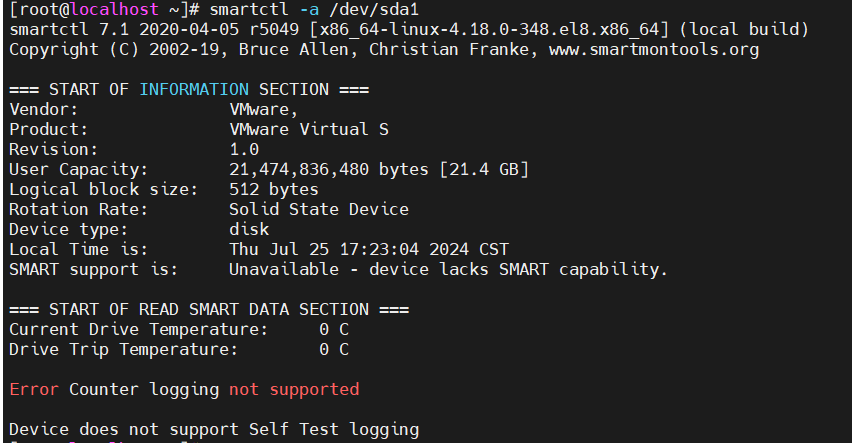 [root@localhost ~]# smartctl -a /dev/sda1
smartctl 7.1 2020-04-05 r5049 [x86_64-linux-4.18.0-348.el8.x86_64] (local build)
Copyright (C) 2002-19, Bruce Allen, Christian Franke, www.smartmontools.org
=== START OF INFORMATION SECTION ===
Vendor:               VMware,
Product:              VMware Virtual S
Revision:             1.0
User Capacity:        21,474,836,480 bytes [21.4 GB]
Logical block size:   512 bytes
Rotation Rate:        Solid State Device
Device type:          disk
Local Time is:        Thu Jul 25 17:23:04 2024 CST
SMART support is:     Unavailable - device lacks SMART capability.
=== START OF READ SMART DATA SECTION ===
Current Drive Temperature:     0 C
Drive Trip Temperature:        0 C
Error Counter logging not supported
Device does not support Self Test logging